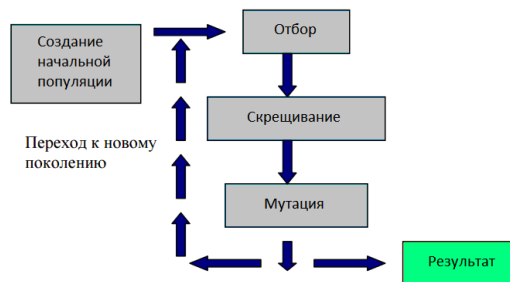 Создание
начальной
популяции
Отбор
Скрещивание
Переход к новому
поколению
Мутация
Результат